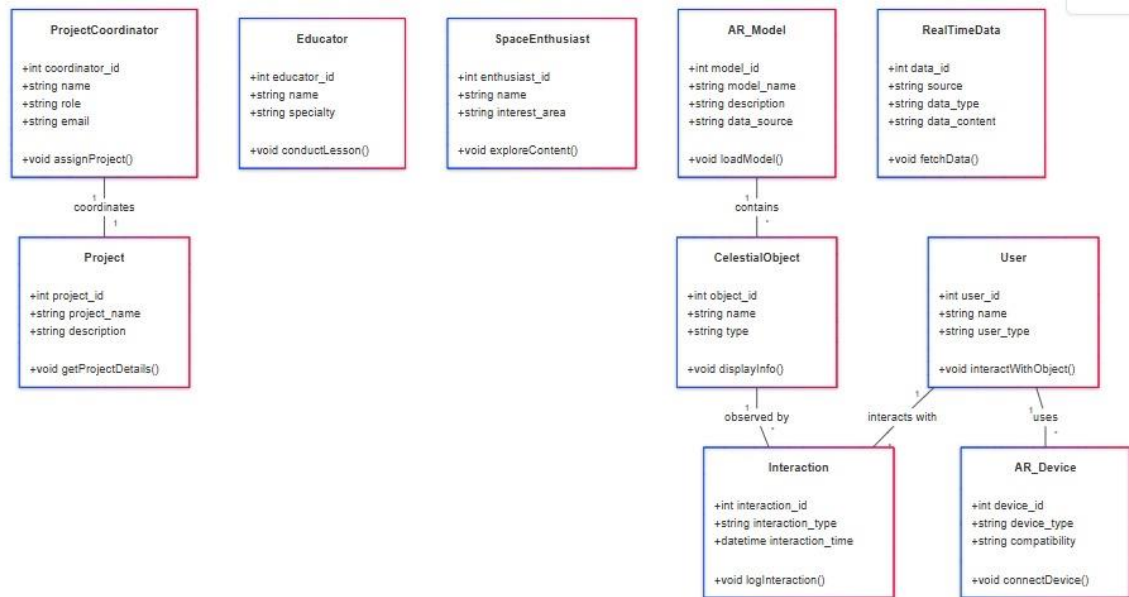 ProjectCoordinator
+int coordinator_id
+string name
+string role
+string email
+void assignProject()
Educator
+int educator_id
+string name
+string specialty
+void conductLesson()
SpaceEnthusiast
+int enthusiast_id
+string name
+string interest_area
+void exploreContent()
AR_Model
+int model_id
+string model_name
+string description
+string data_source
+void loadModel()
RealTimeData
+int data_id
+string source
+string data_type
+string data_content
+void fetchData()
1
coordinates
1
1
contains
*
Project
+int project_id
+string project_name
+string description
+void getProjectDetails()
CelestialObject
+int object_id
+string name
+string type
+void displayInfo()
User
+int user_id
+string name
+string user_type
+void interactWithObject()
1
observed by
*
1
interacts with
*
1
uses
*
Interaction
+int interaction_id
+string interaction_type
+datetime interaction_time
+void logInteraction()
AR_Device
+int device_id
+string device_type
+string compatibility
+void connectDevice()